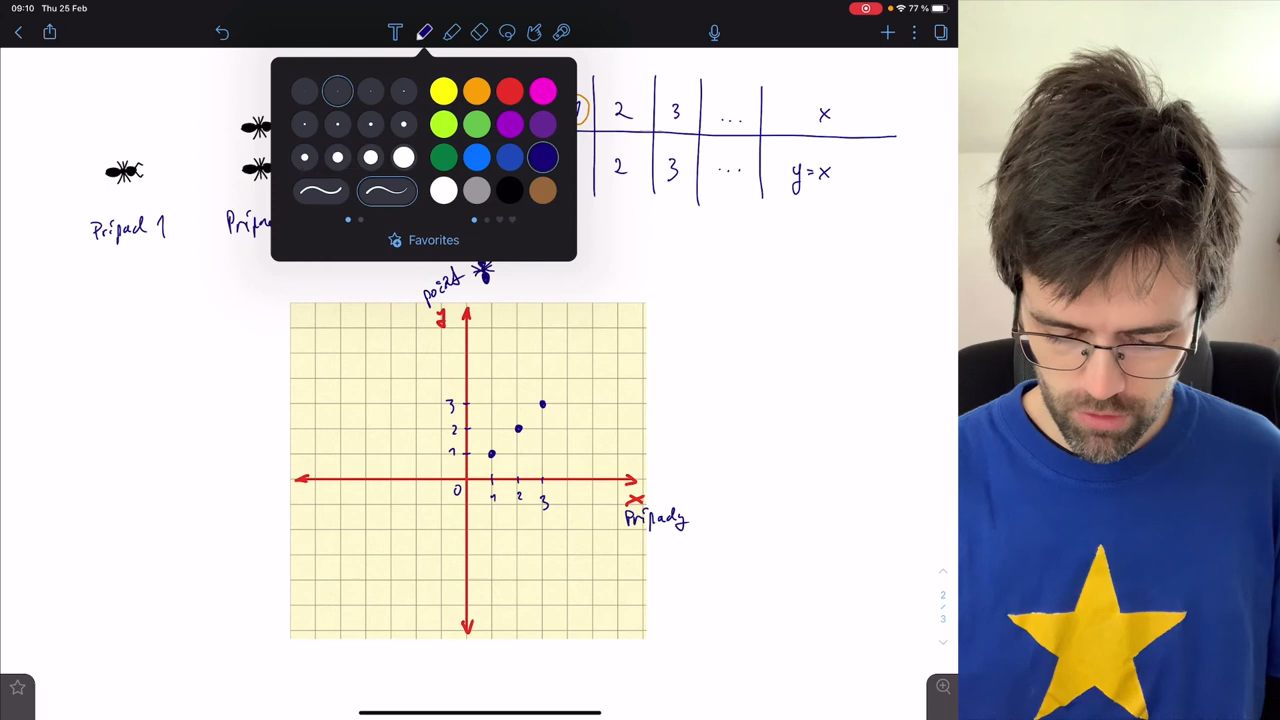 09:10 Thu 25 Feb
77 %
T
1 2 3 ... x
2 3 ... y=x
Prípad 1
Favorites
y
3
2
1
0
1 2 3
x
Prípady
2
/
3